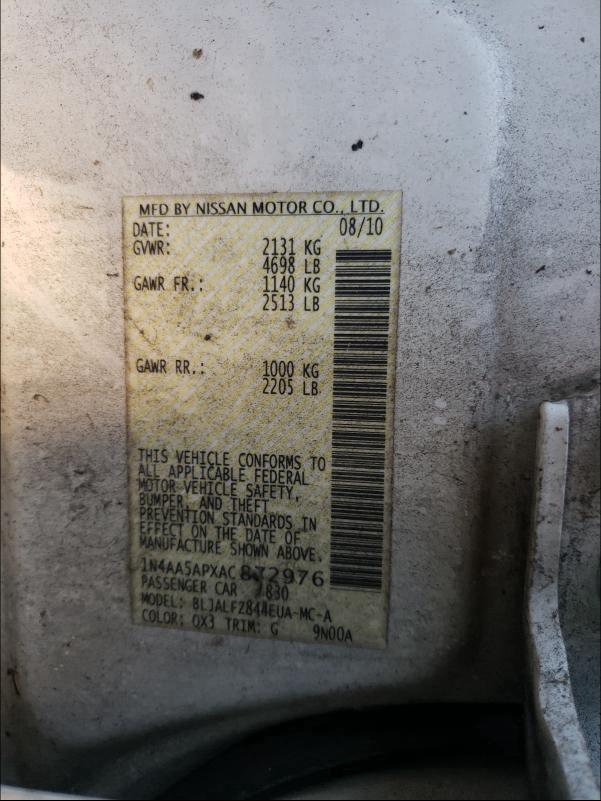 MFD BY NISSAN MOTOR CO., LTD.
DATE: 08/10
GVWR: 2131 KG
4698 LB
GAWR FR.: 1140 KG
2513 LB
GAWR RR.: 1000 KG
2205 LB
THIS VEHICLE CONFORMS TO
ALL APPLICABLE FEDERAL
MOTOR VEHICLE SAFETY,
BUMPER, AND THEFT
PREVENTION STANDARDS IN
EFFECT ON THE DATE OF
MANUFACTURE SHOWN ABOVE.
1N4AA5APXAC872976
PASSENGER CAR 7830
MODEL: BLJALFZ844EUA-MC-A
COLOR: QX3 TRIM: G 9N00A